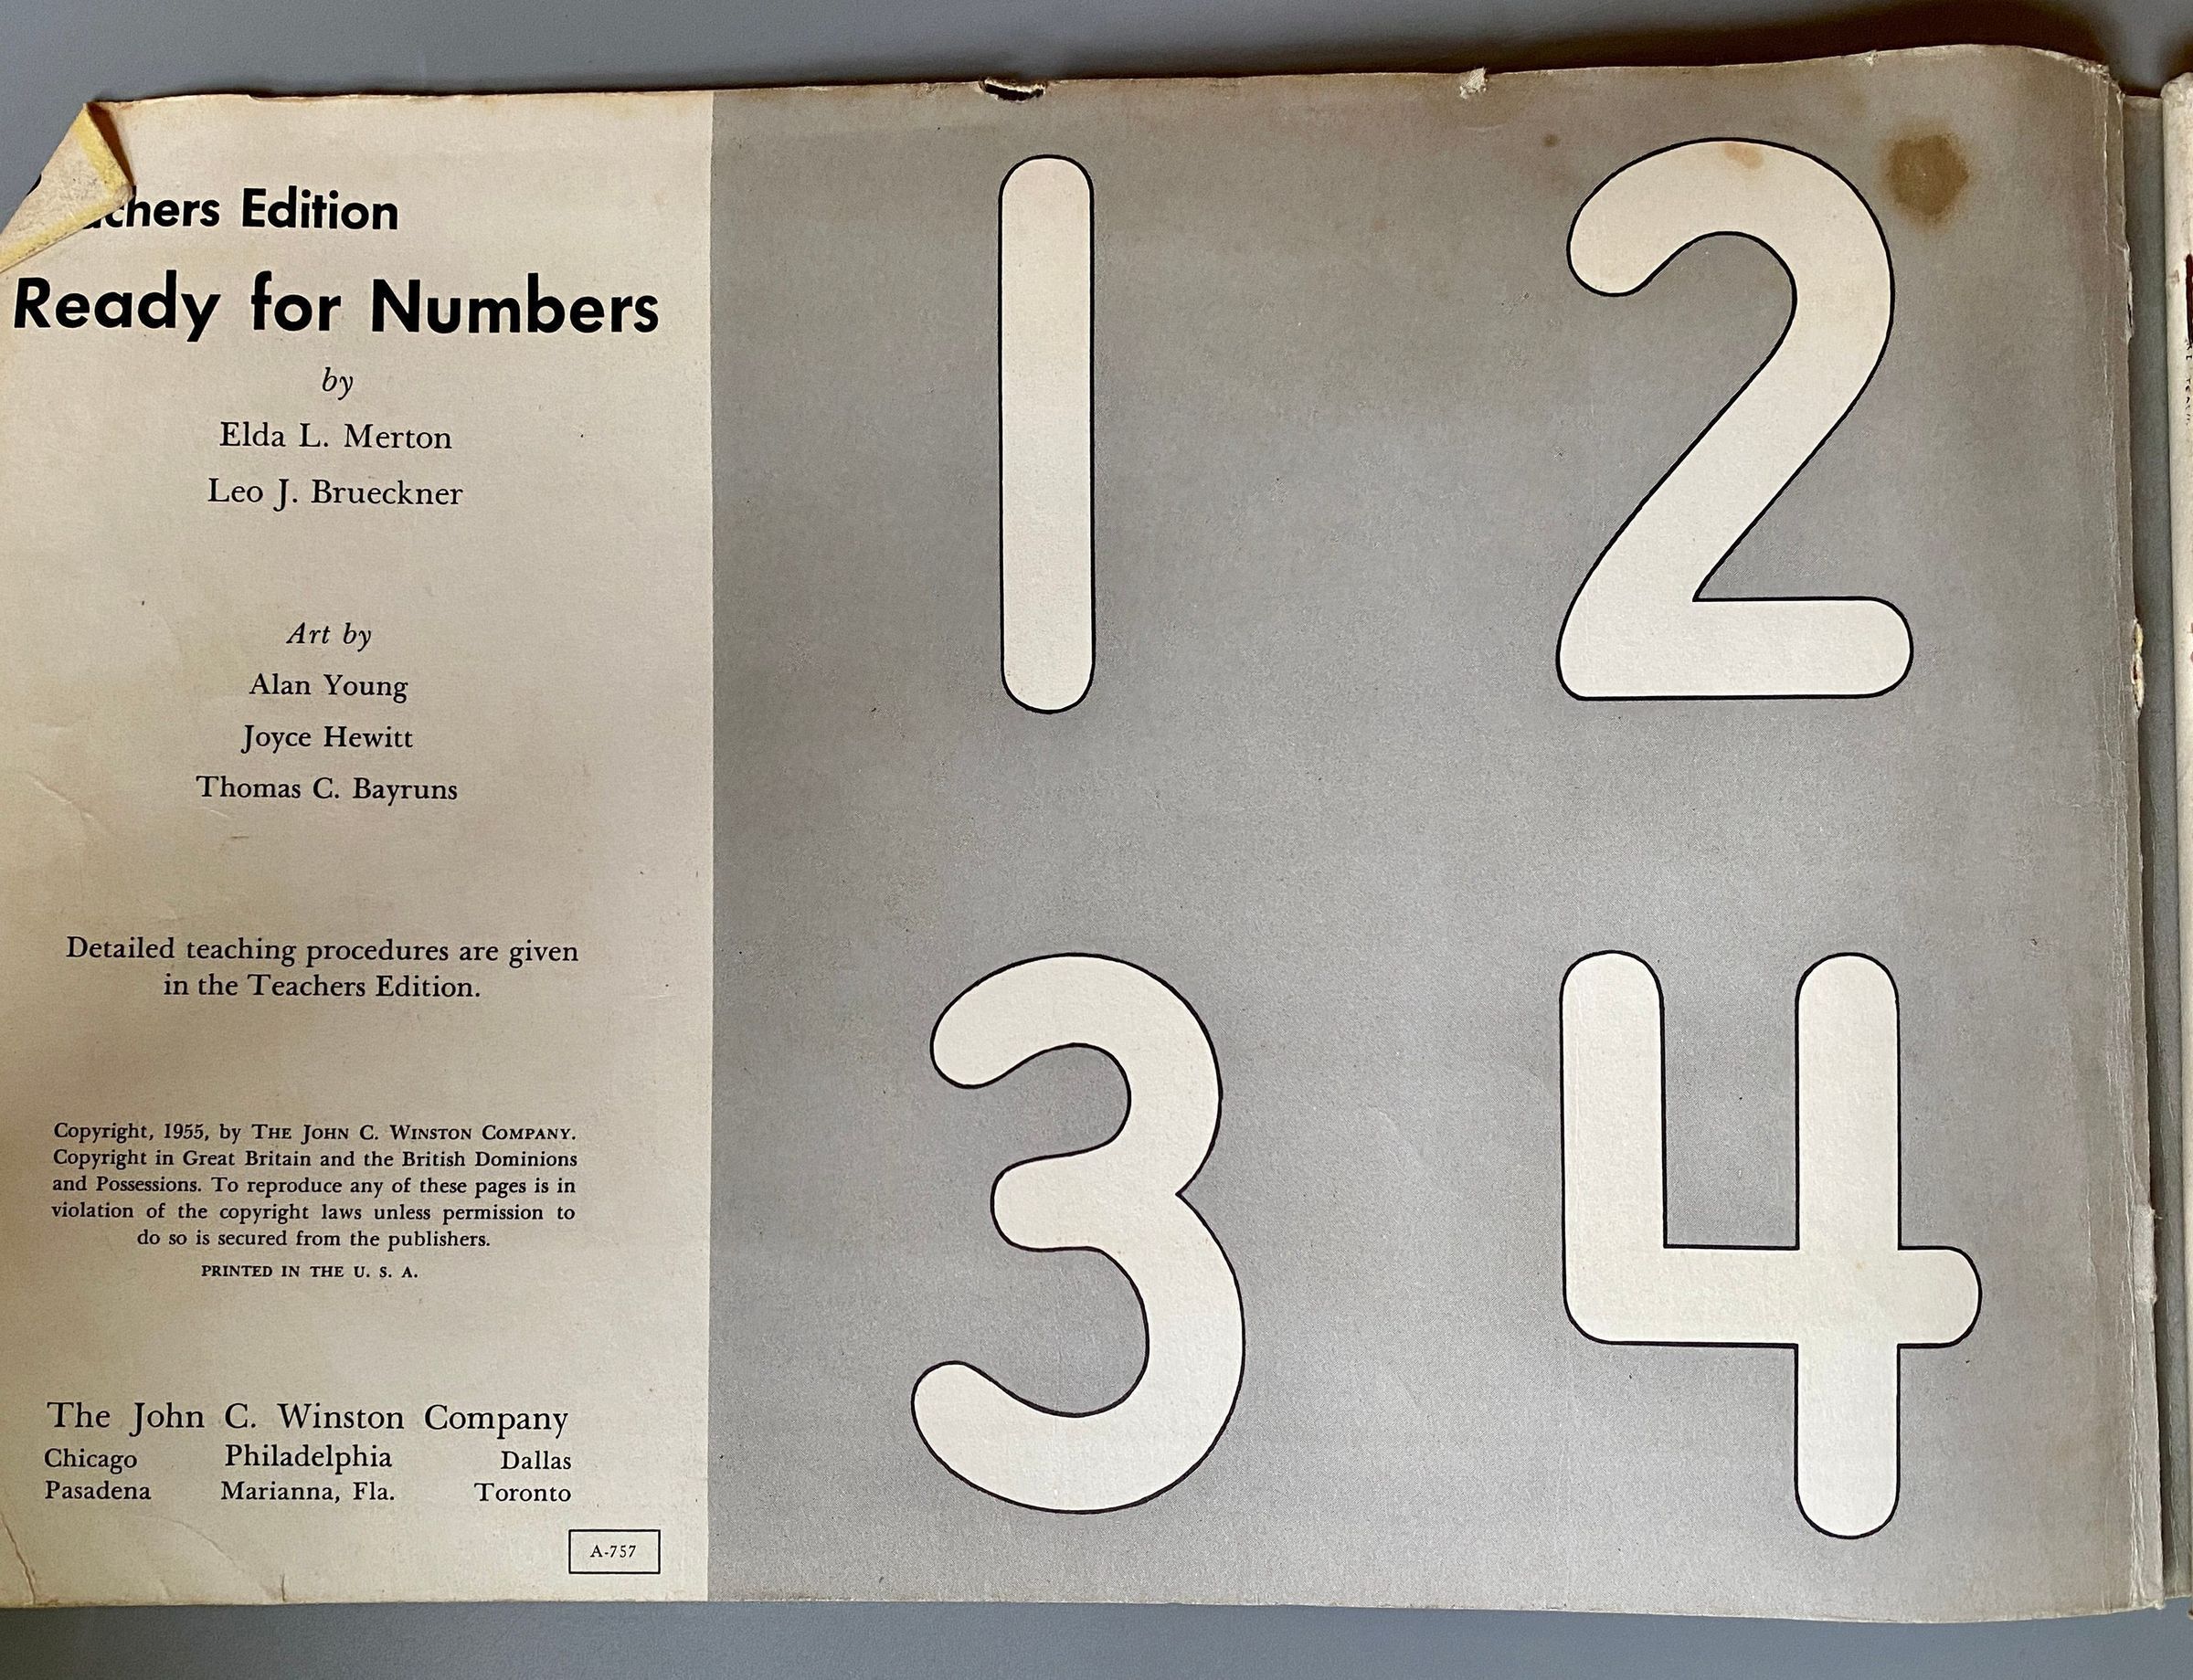 chers Edition
Ready for Numbers
by
Elda L. Merton
Leo J. Brueckner
Art by
Alan Young
Joyce Hewitt
Thomas C. Bayruns
Detailed teaching procedures are given
in the Teachers Edition.
Copyright, 1955, by THE JOHN C. WINSTON COMPANY.
Copyright in Great Britain and the British Dominions
and Possessions. To reproduce any of these pages is in
violation of the copyright laws unless permission to
do so is secured from the publishers.
PRINTED IN THE U. S. A.
The John C. Winston Company
Chicago Philadelphia Dallas
Pasadena Marianna, Fla. Toronto
A-757
1 2
3 4